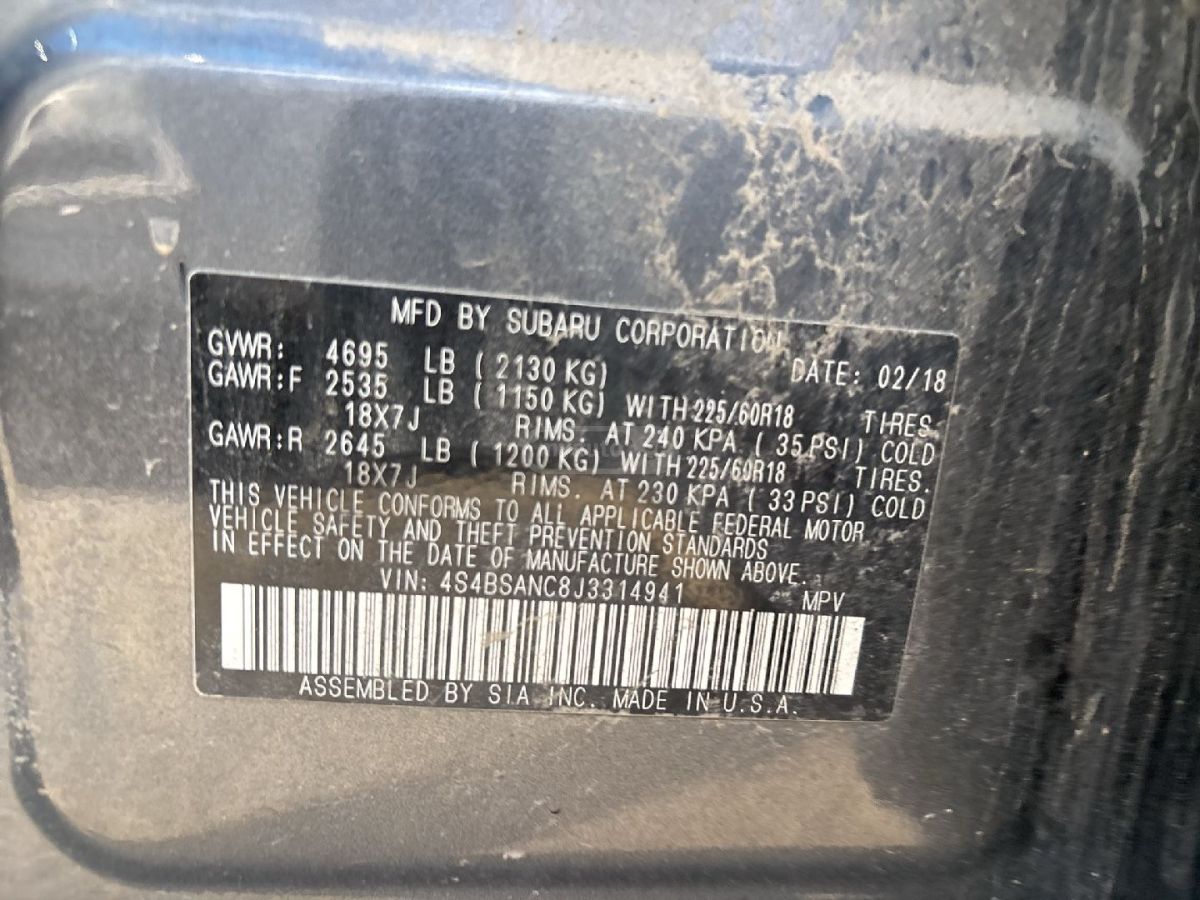 MFD BY SUBARU CORPORATION
DATE: 02/18
GVWR: 4695 LB ( 2130 KG)
GAWR:F 2535 LB ( 1150 KG) WITH 225/60R18 TIRES.
18X7J RIMS. AT 240 KPA ( 35 PSI) COLD
GAWR:R 2645 LB ( 1200 KG) WITH 225/60R18 TIRES.
18X7J RIMS. AT 230 KPA ( 33 PSI) COLD
THIS VEHICLE CONFORMS TO ALL APPLICABLE FEDERAL MOTOR
VEHICLE SAFETY AND THEFT PREVENTION STANDARDS
IN EFFECT ON THE DATE OF MANUFACTURE SHOWN ABOVE.
VIN: 4S4BSANC8J3314941 MPV
ASSEMBLED BY SIA INC. MADE IN U.S.A.